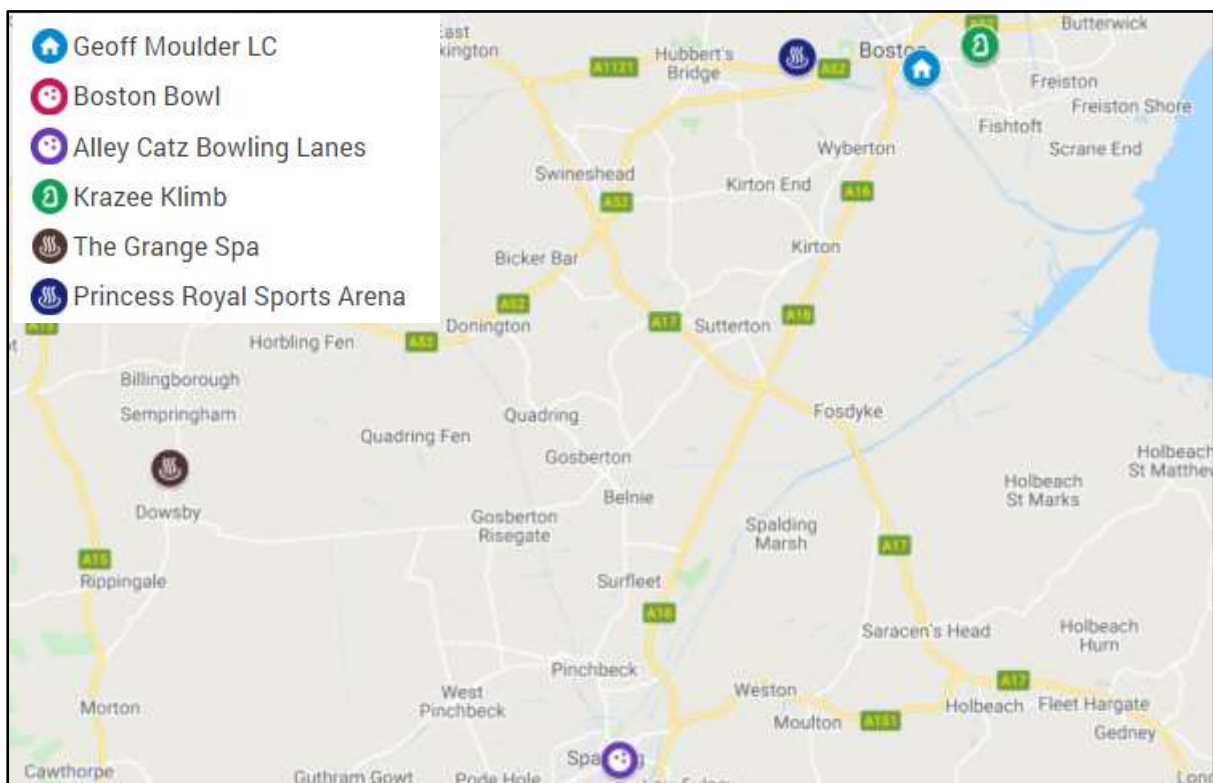 Geoff Moulder LC
Boston Bowl
Alley Catz Bowling Lanes
Krazee Klimb
The Grange Spa
Princess Royal Sports Arena
Butterwick
Hubbert's
Bridge
A1121
A52
Boston
Freiston
Freiston Shore
Fishtoft
Scrane End
Wyberton
Swineshead
Kirton End
A52
A16
Kirton
Bicker Bar
A52
Donington
A17
Sutterton
A16
Horbling Fen
A52
A15
Billingborough
Sempringham
Quadring
Fosdyke
Quadring Fen
Gosberton
Holbeach
Holbeach
St Marks
Belnie
Dowsby
Gosberton
Risegate
Spalding
Marsh
A17
A15
Rippingale
Surfleet
A16
Saracen's Head
Holbeach
Hurn
Pinchbeck
West
Pinchbeck
Weston
A17
Morton
Moulton
A151
Holbeach
Fleet Hargate
Gedney
Cawthorpe
Guthram Gowt
Pode Hole